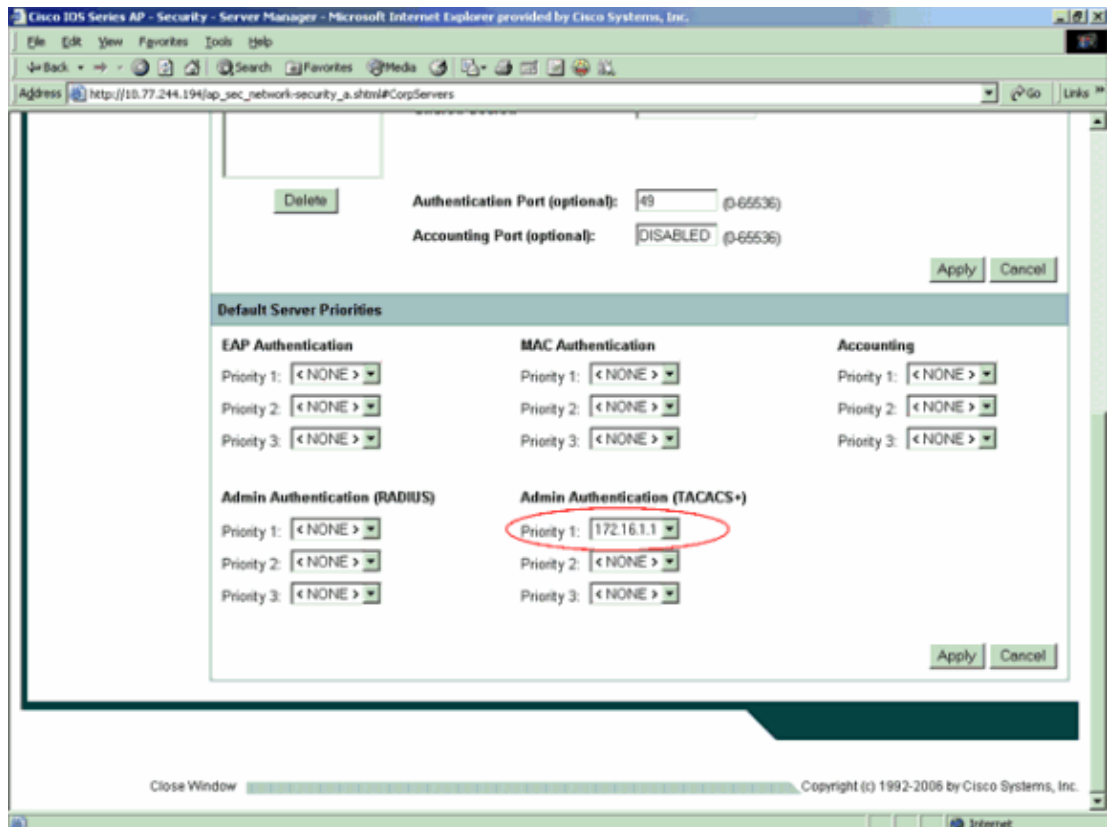 Cisco IOS Series AP - Security - Server Manager - Microsoft Internet Explorer provided by Cisco Systems, Inc.
File Edit View Favorites Tools Help
Back Search Favorites Media
Address http://10.77.244.194/ap_sec_network-security_a.shtml#CorpServers Go Links »
Delete Authentication Port (optional): 49 (0-65536)
Accounting Port (optional): DISABLED (0-65536)
Apply Cancel
Default Server Priorities
EAP Authentication MAC Authentication Accounting
Priority 1: < NONE > Priority 1: < NONE > Priority 1: < NONE >
Priority 2: < NONE > Priority 2: < NONE > Priority 2: < NONE >
Priority 3: < NONE > Priority 3: < NONE > Priority 3: < NONE >
Admin Authentication (RADIUS) Admin Authentication (TACACS+)
Priority 1: < NONE > Priority 1: 172.16.1.1
Priority 2: < NONE > Priority 2: < NONE >
Priority 3: < NONE > Priority 3: < NONE >
Apply Cancel
Close Window Copyright (c) 1992-2006 by Cisco Systems, Inc.
Internet